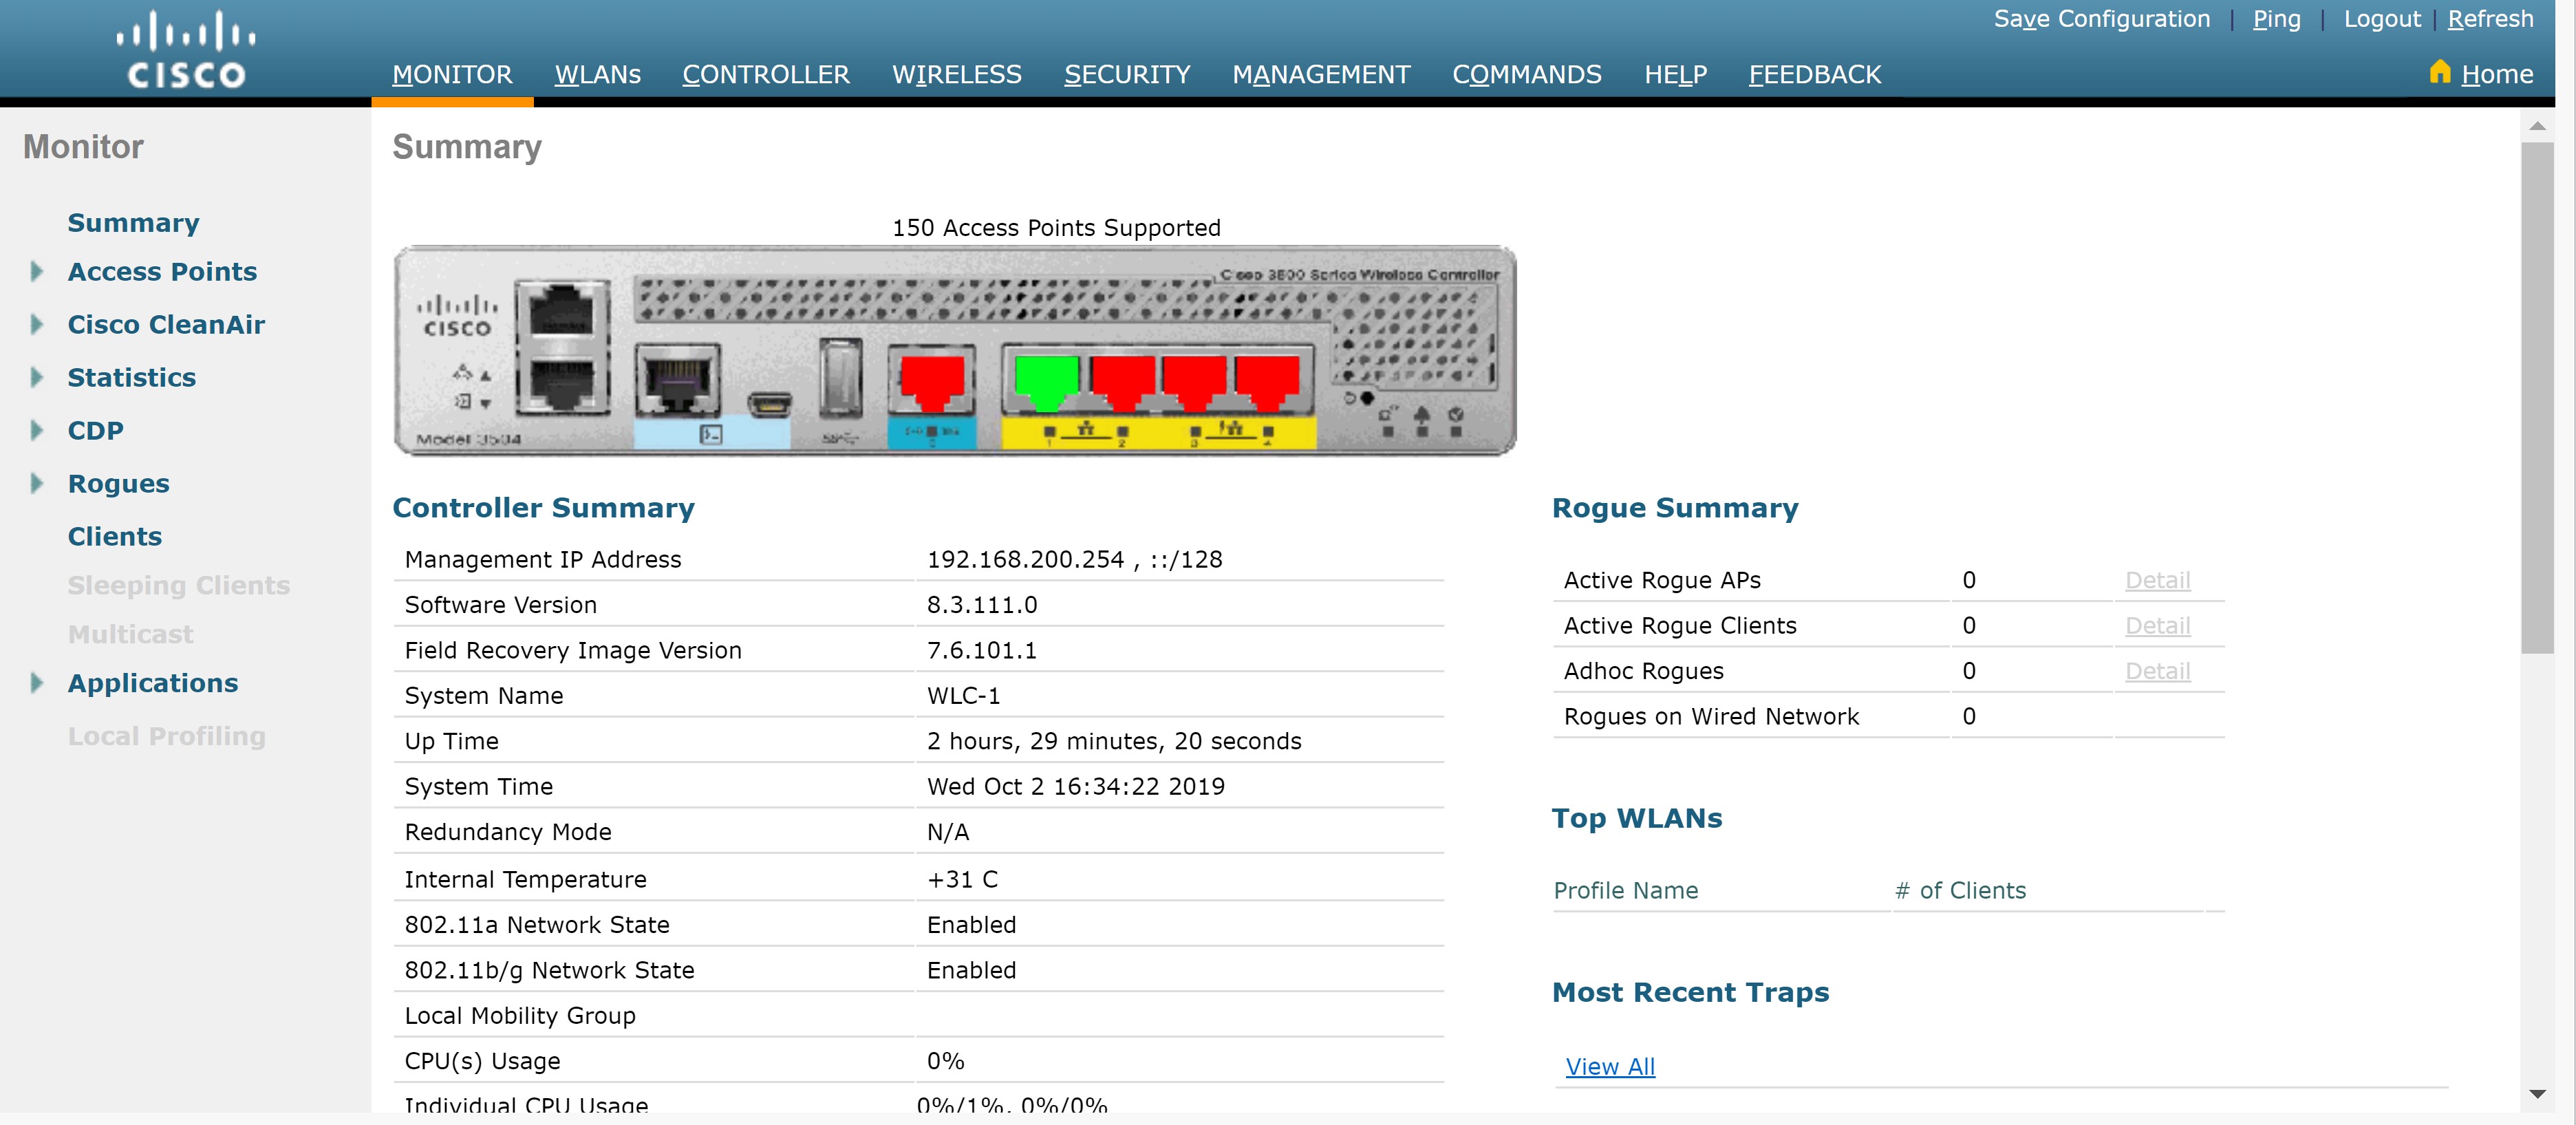 Save Configuration | Ping | Logout | Refresh
CISCO
MONITOR WLANs CONTROLLER WIRELESS SECURITY MANAGEMENT COMMANDS HELP FEEDBACK
Home
Monitor
Summary
Access Points
Cisco CleanAir
Statistics
CDP
Rogues
Clients
Sleeping Clients
Multicast
Applications
Local Profiling
Summary
150 Access Points Supported
Cisco 3500 Series Wireless Controller
CISCO
Model 3504
1 2 3 4
Controller Summary
Management IP Address 192.168.200.254 , ::/128
Software Version 8.3.111.0
Field Recovery Image Version 7.6.101.1
System Name WLC-1
Up Time 2 hours, 29 minutes, 20 seconds
System Time Wed Oct 2 16:34:22 2019
Redundancy Mode N/A
Internal Temperature +31 C
802.11a Network State Enabled
802.11b/g Network State Enabled
Local Mobility Group
CPU(s) Usage 0%
Individual CPU Usage 0%/1%, 0%/0%
Rogue Summary
Active Rogue APs 0 Detail
Active Rogue Clients 0 Detail
Adhoc Rogues 0 Detail
Rogues on Wired Network 0
Top WLANs
Profile Name # of Clients
Most Recent Traps
View All